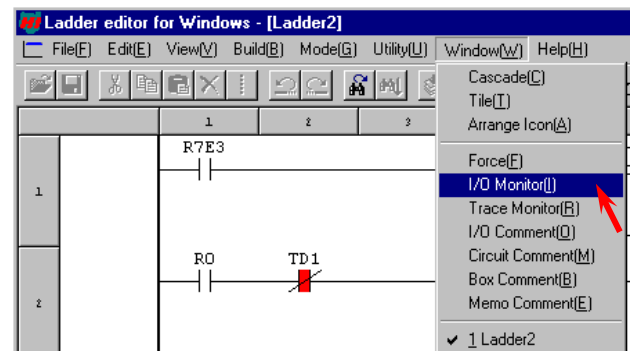 Ladder editor for Windows - [Ladder2]
File(F) Edit(E) View(V) Build(B) Mode(G) Utility(U) Window(W) Help(H)
Cascade(C)
Tile(T)
Arrange Icon(A)
Force(F)
I/O Monitor(I)
Trace Monitor(R)
I/O Comment(O)
Circuit Comment(M)
Box Comment(B)
Memo Comment(E)
✓ 1 Ladder2
1 2 3
1
R7E3
2
R0 TD1